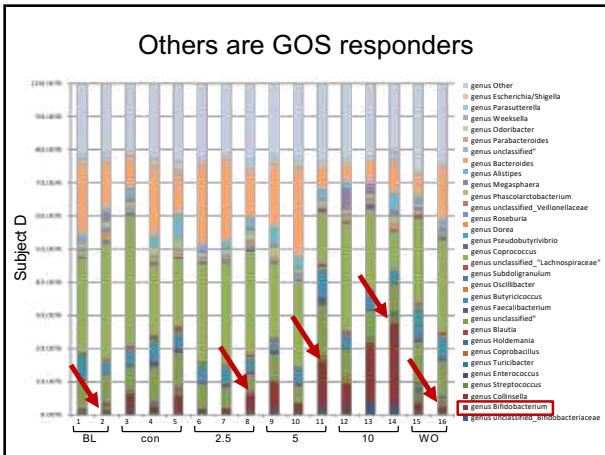 Others are GOS responders
Subject D
1 2 3 4 5 6 7 8 9 10 11 12 13 14 15 16
BL con 2.5 5 10 WO
genus Other
genus Escherichia/Shigella
genus Parasutterella
genus Weeksella
genus Odoribacter
genus Parabacteroides
genus unclassified"
genus Bacteroides
genus Alistipes
genus Megasphaera
genus Phascolarctobacterium
genus unclassified_Veillonellaceae
genus Roseburia
genus Dorea
genus Pseudobutyrivibrio
genus Coprococcus
genus unclassified_"Lachnospiraceae"
genus Subdoligranulum
genus Oscillibacter
genus Butyricicoccus
genus Faecalibacterium
genus unclassified"
genus Blautia
genus Holdemania
genus Coprobacillus
genus Turicibacter
genus Enterococcus
genus Streptococcus
genus Collinsella
genus Bifidobacterium
genus unclassified_Bifidobacteriaceae